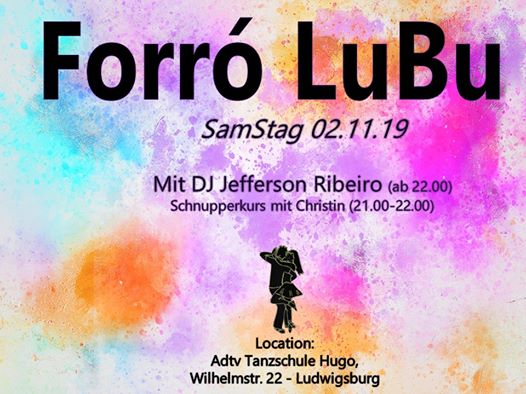 Forró LuBu
SamStag 02.11.19
Mit DJ Jefferson Ribeiro (ab 22.00)
Schnupperkurs mit Christin (21.00-22.00)
Location:
Adtv Tanzschule Hugo,
Wilhelmstr. 22 - Ludwigsburg